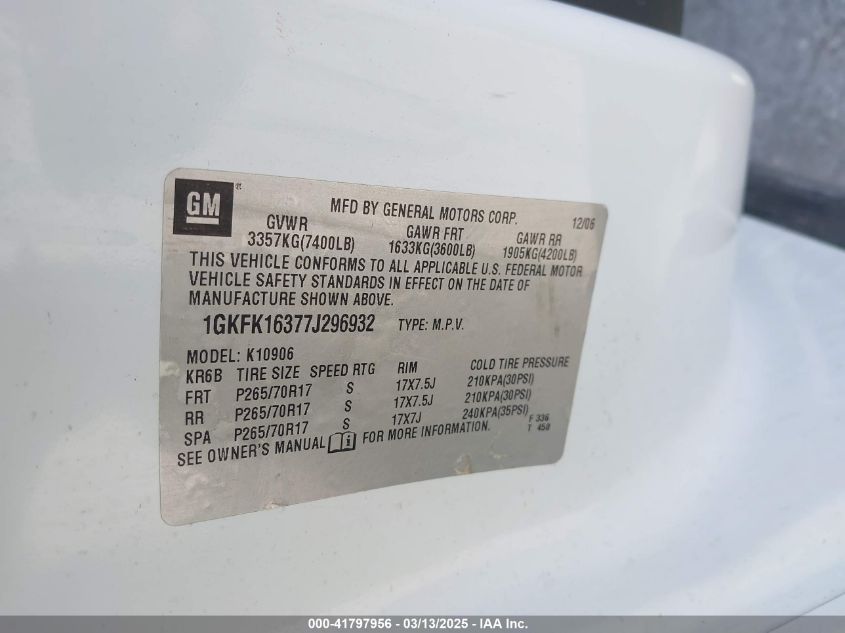 GM ® MFD BY GENERAL MOTORS CORP. 12/06
GVWR GAWR FRT GAWR RR
3357KG(7400LB) 1633KG(3600LB) 1905KG(4200LB)
THIS VEHICLE CONFORMS TO ALL APPLICABLE U.S. FEDERAL MOTOR
VEHICLE SAFETY STANDARDS IN EFFECT ON THE DATE OF
MANUFACTURE SHOWN ABOVE.
1GKFK16377J296932 TYPE: M.P.V.
MODEL: K10906
KR6B TIRE SIZE SPEED RTG RIM COLD TIRE PRESSURE
FRT P265/70R17 S 17X7.5J 210KPA(30PSI)
RR P265/70R17 S 17X7.5J 210KPA(30PSI)
SPA P265/70R17 S 17X7J 240KPA(35PSI)
SEE OWNER'S MANUAL FOR MORE INFORMATION. F 336
T 450
000-41797956 — 03/13/2025 — IAAI.com